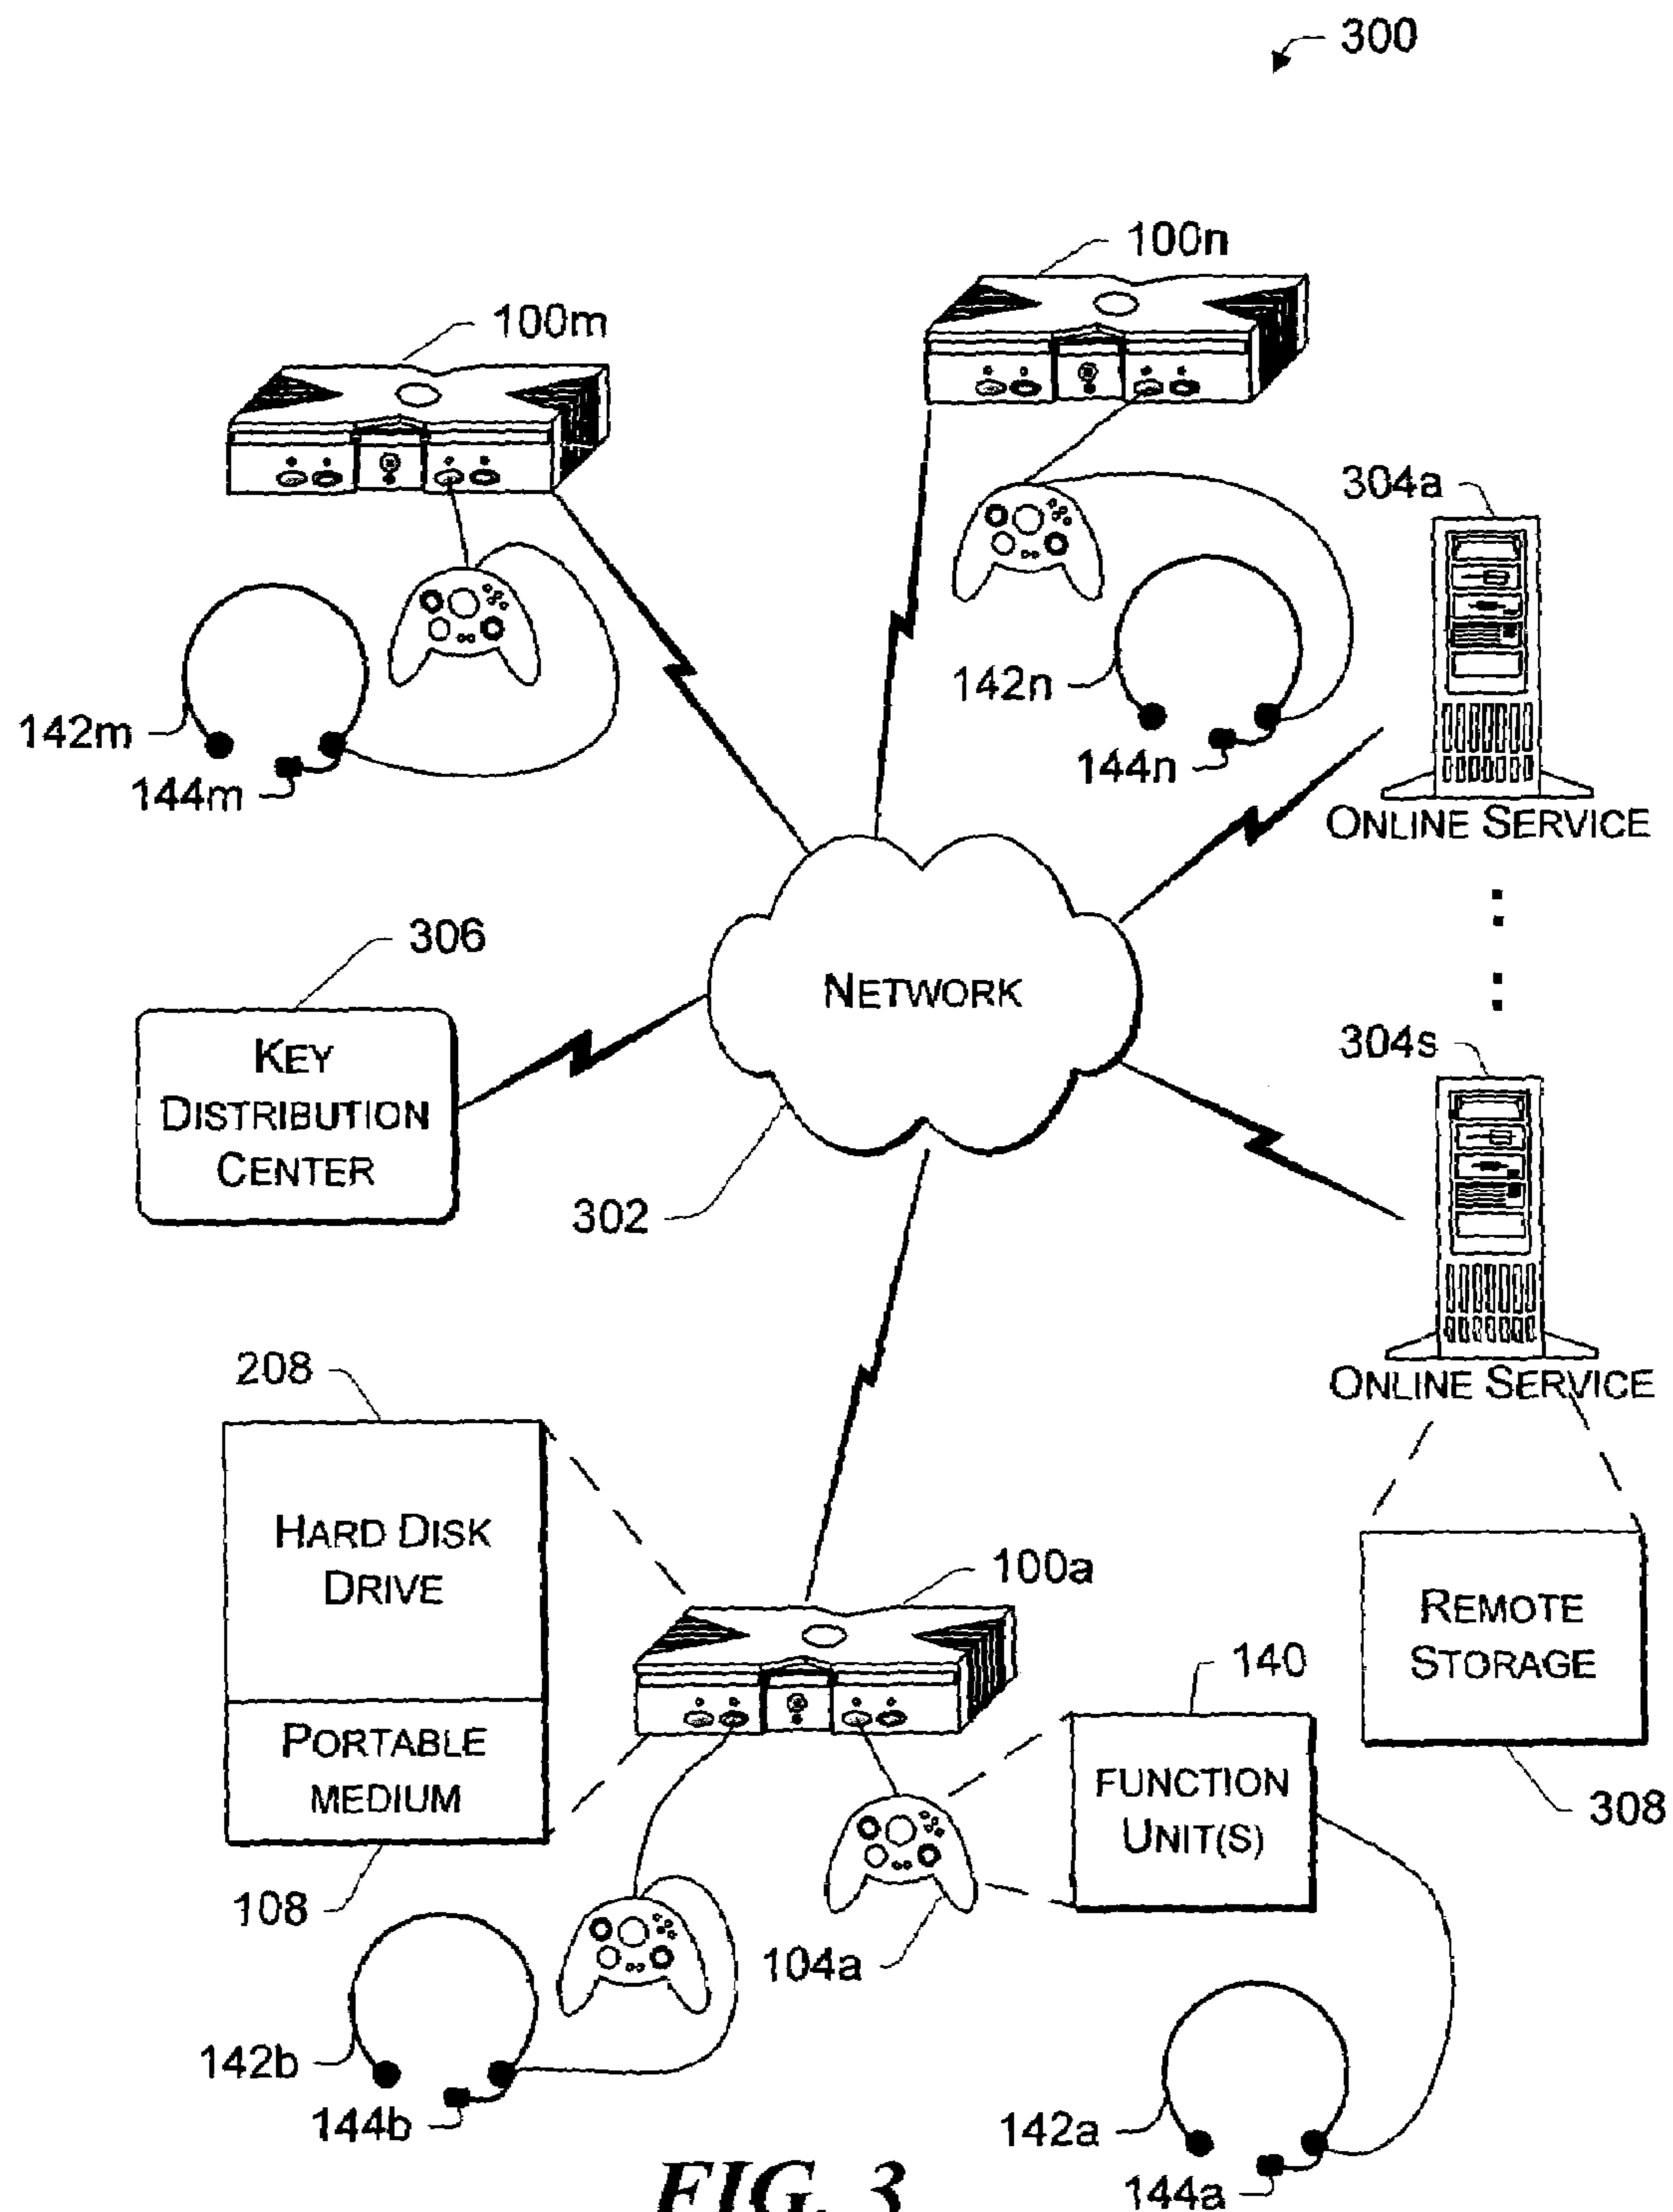 300
100n
100m
304a
142n
142m
144n
144m
ONLINE SERVICE
306
NETWORK
KEY
DISTRIBUTION
CENTER
304s
302
208
ONLINE SERVICE
HARD DISK
DRIVE
100a
REMOTE
STORAGE
140
PORTABLE
MEDIUM
FUNCTION
UNIT(S)
308
108
104a
142b
144b
142a
144a
FIG. 3